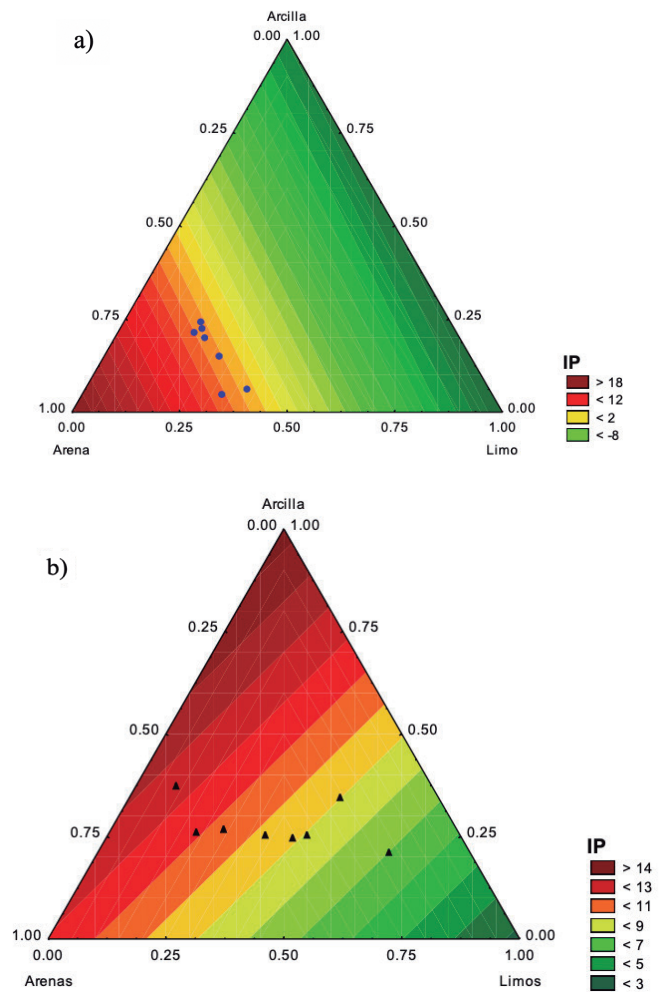 a)
Arcilla
0.00 1.00
0.25 0.75
0.50 0.50
0.75 0.25
1.00 0.00
0.00 0.25 0.50 0.75 1.00
Arena Limo
IP
> 18
< 12
< 2
< -8
b)
Arcilla
0.00 1.00
0.25 0.75
0.50 0.50
0.75 0.25
1.00 0.00
0.00 0.25 0.50 0.75 1.00
Arenas Limos
IP
> 14
< 13
< 11
< 9
< 7
< 5
< 3